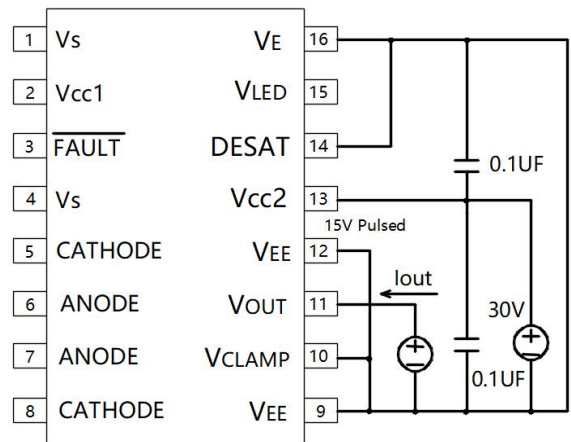 1 Vs VE 16
2 Vcc1 VLED 15
3 FAULT DESAT 14
4 Vs Vcc2 13
0.1UF
15V Pulsed
5 CATHODE VEE 12
Iout
6 ANODE VOUT 11
30V
7 ANODE VCLAMP 10
0.1UF
8 CATHODE VEE 9